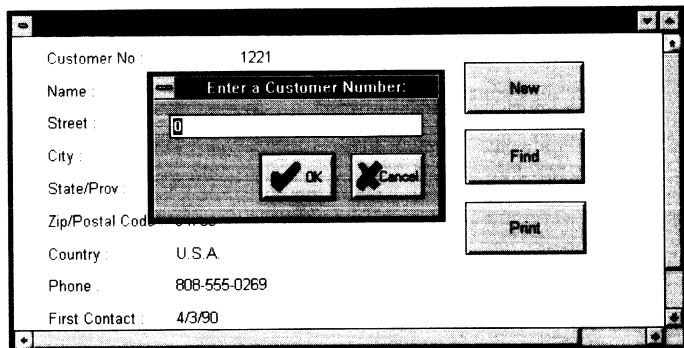 Customer No : 1221
Enter a Customer Number:
Name :
New
Street :
0
City :
Find
OK
Cancel
State/Prov :
Zip/Postal Code
Print
Country : U.S.A.
Phone : 808-555-0269
First Contact : 4/3/90